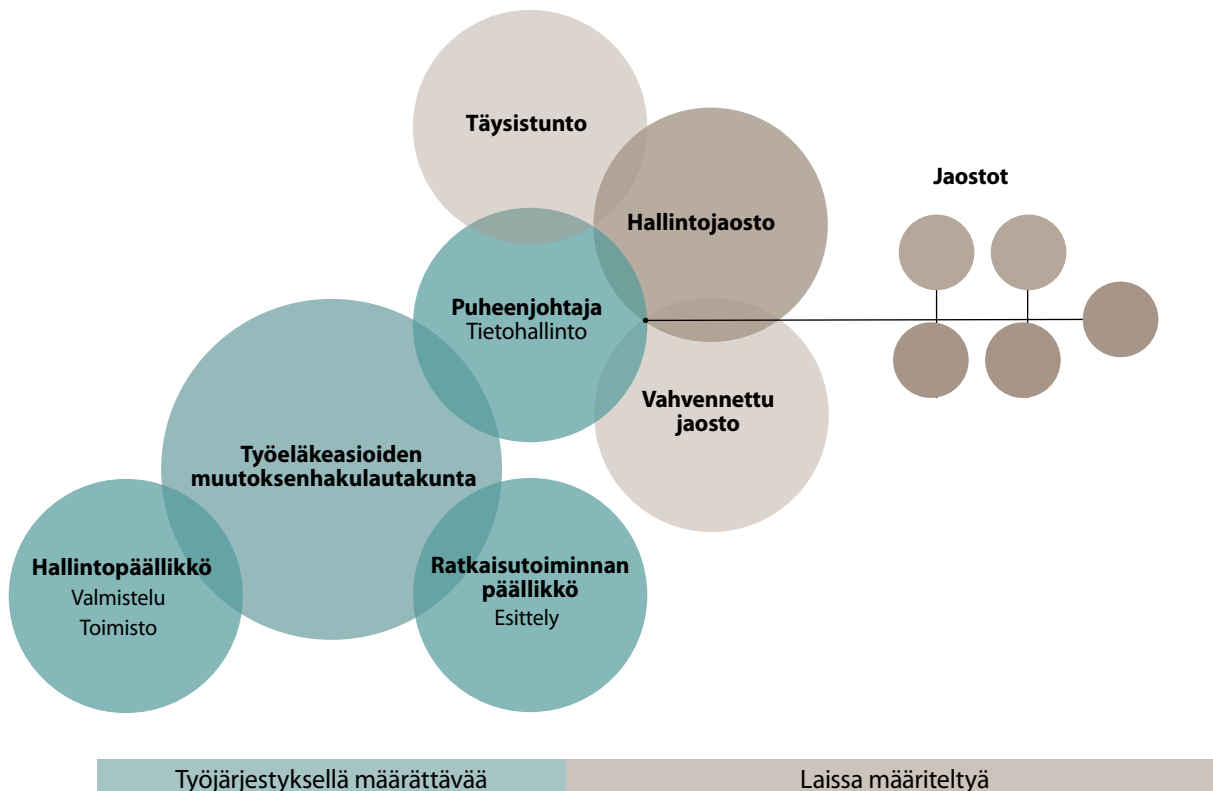 Täysistunto
Jaostot
Hallintojaosto
Puheenjohtaja
Tietohallinto
Vahvennettu
jaosto
Työeläkeasioiden
muutoksenhakulautakunta
Hallintopäällikkö
Valmistelu
Toimisto
Ratkaisutoiminnan
päällikkö
Esittely
Työjärjestyksellä määrättävää
Laissa määriteltyä